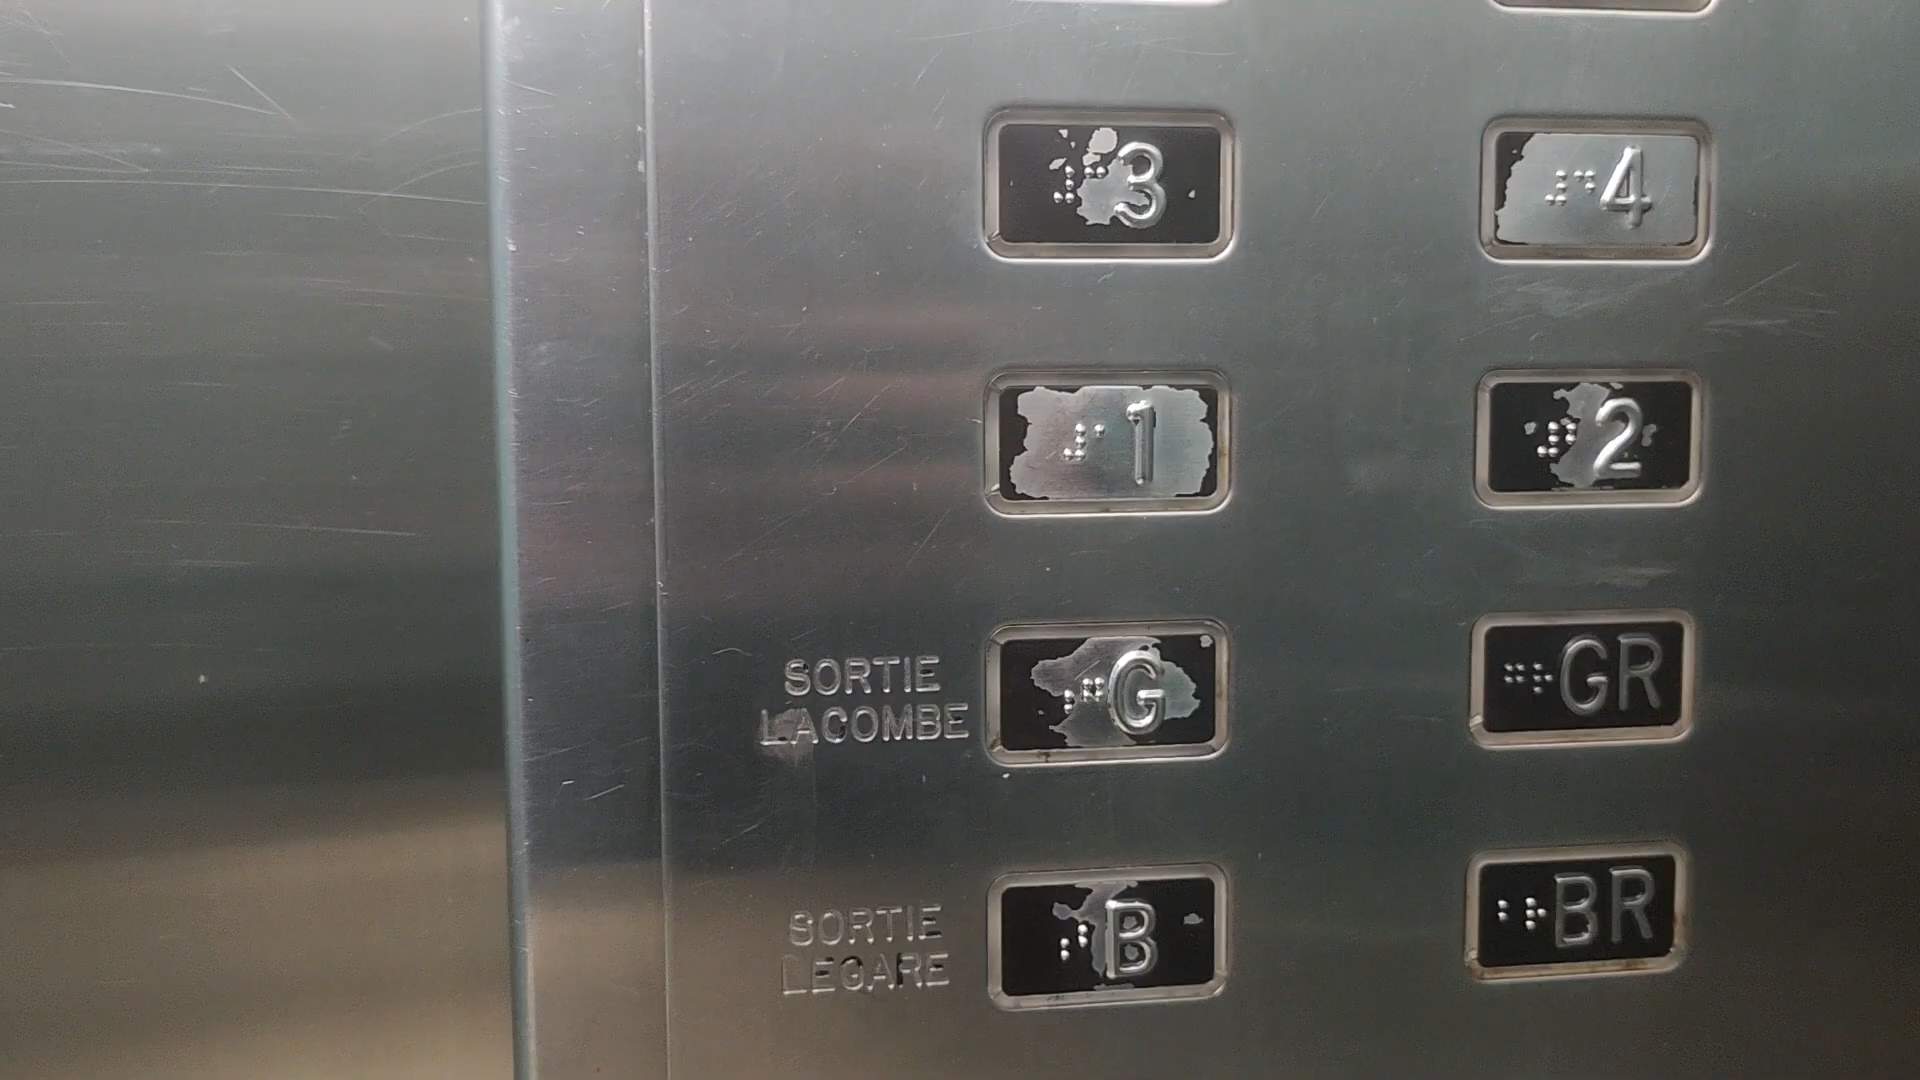 3 4
1 2
SORTIE
LACOMBE G GR
SORTIE
LEGARE B BR